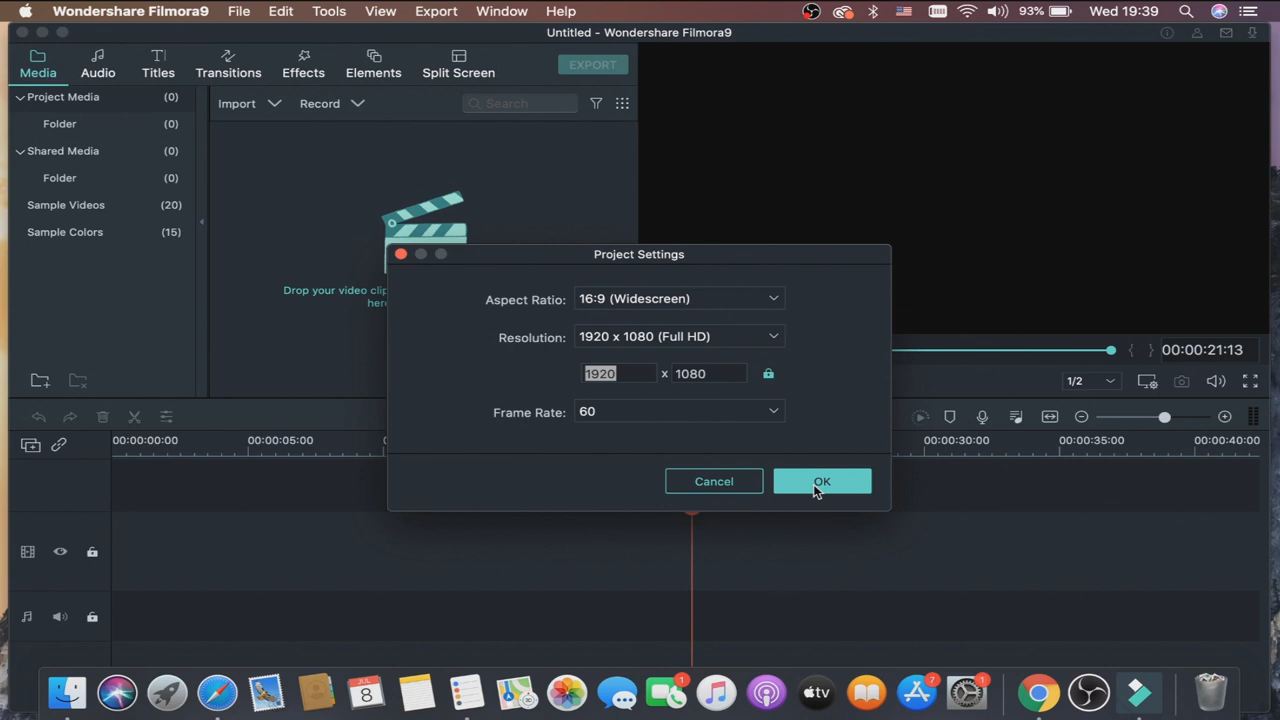 Wondershare Filmora9 File Edit Tools View Export Window Help 93% Wed 19:39
Untitled - Wondershare Filmora9
Media Audio Titles Transitions Effects Elements Split Screen EXPORT
Project Media (0)
Import Record Search
Folder (0)
Shared Media (0)
Folder (0)
Sample Videos (20)
Sample Colors (15)
Drop your video clip
here
Project Settings
Aspect Ratio: 16:9 (Widescreen)
Resolution: 1920 x 1080 (Full HD)
1920 x 1080
Frame Rate: 60
Cancel OK
00:00:21:13
1/2
00:00:00:00 00:00:05:00 00:00:30:00 00:00:35:00 00:00:40:00
JUL
8
1
tv
7
1